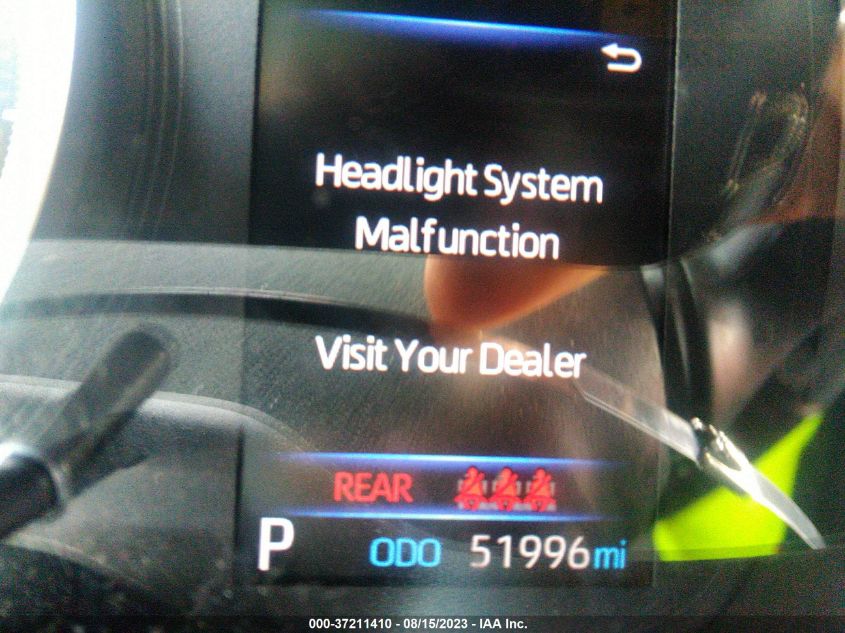 Headlight System
Malfunction
Visit Your Dealer
REAR
P ODO 51996 mi
000-37211410 - 08/15/2023 - IAA Inc.